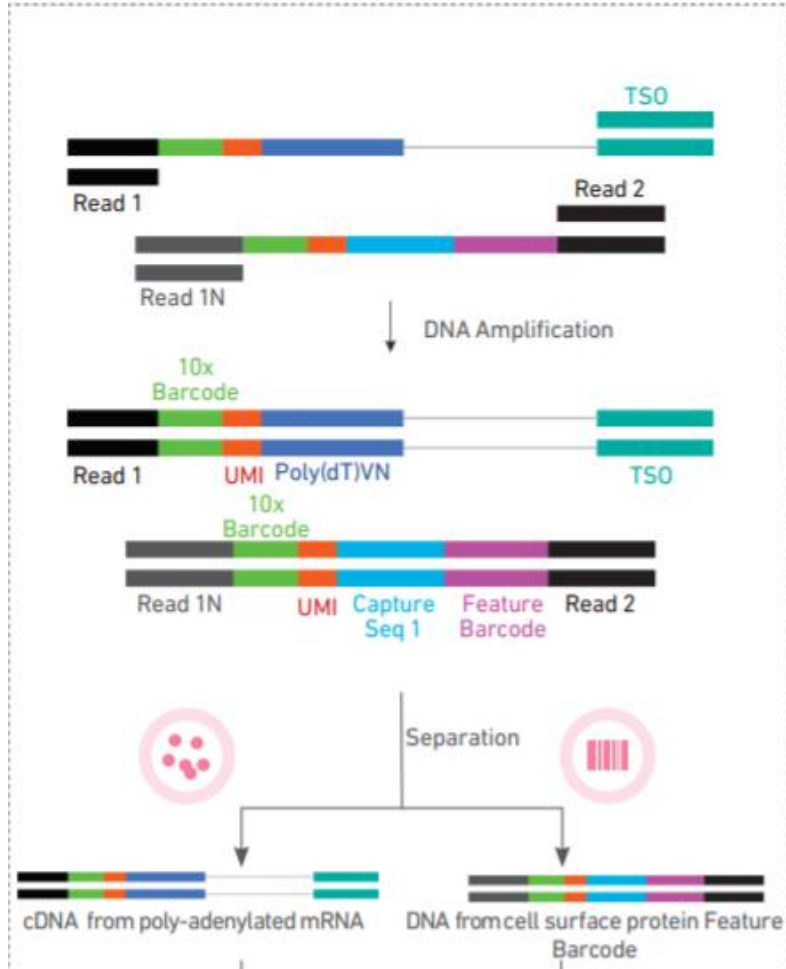 TSO
Read 1
Read 2
Read 1N
DNA Amplification
10x
Barcode
Read 1
UMI
Poly(dT)VN
TSO
10x
Barcode
Read 1N
UMI
Capture
Seq 1
Feature
Barcode
Read 2
Separation
cDNA from poly-adenylated mRNA
DNA from cell surface protein Feature
Barcode